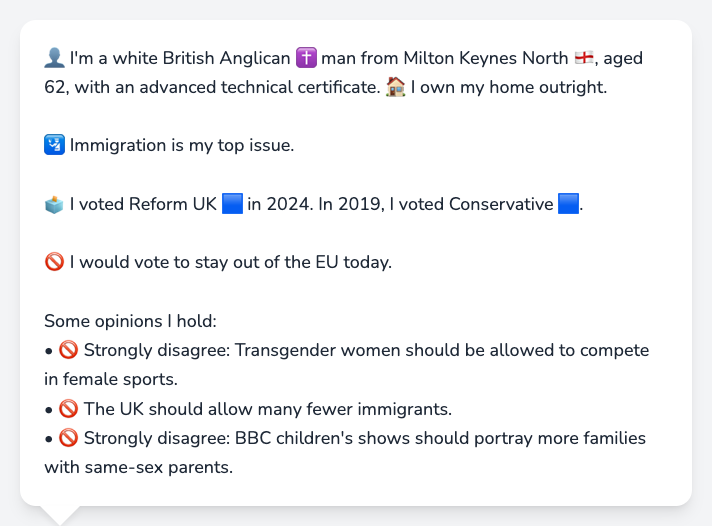 👤 I'm a white British Anglican ✝️ man from Milton Keynes North 🏴󠁧󠁢󠁥󠁮󠁧󠁿, aged
62, with an advanced technical certificate. 🏠 I own my home outright.
🛂 Immigration is my top issue.
🗳️ I voted Reform UK 🟦 in 2024. In 2019, I voted Conservative 🟦.
🚫 I would vote to stay out of the EU today.
Some opinions I hold:
• 🚫 Strongly disagree: Transgender women should be allowed to compete
in female sports.
• 🚫 The UK should allow many fewer immigrants.
• 🚫 Strongly disagree: BBC children's shows should portray more families
with same-sex parents.